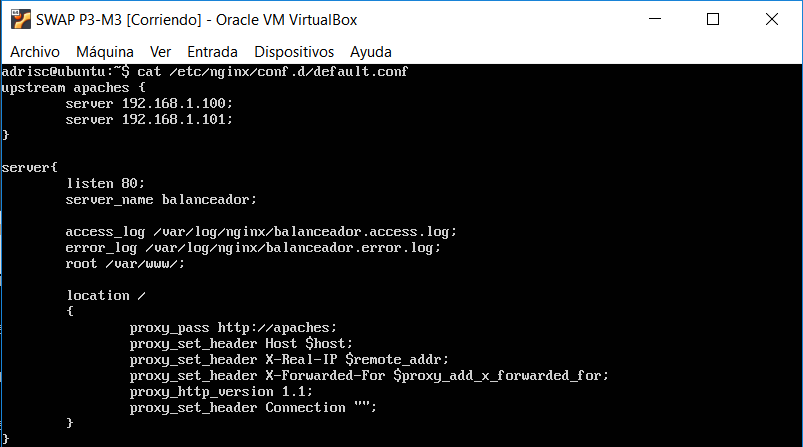 SWAP P3-M3 [Corriendo] - Oracle VM VirtualBox
Archivo Máquina Ver Entrada Dispositivos Ayuda
adrisc@ubuntu:~$ cat /etc/nginx/conf.d/default.conf
upstream apaches {
        server 192.168.1.100;
        server 192.168.1.101;
}

server{
        listen 80;
        server_name balanceador;

        access_log /var/log/nginx/balanceador.access.log;
        error_log /var/log/nginx/balanceador.error.log;
        root /var/www/;

        location /
        {
                proxy_pass http://apaches;
                proxy_set_header Host $host;
                proxy_set_header X-Real-IP $remote_addr;
                proxy_set_header X-Forwarded-For $proxy_add_x_forwarded_for;
                proxy_http_version 1.1;
                proxy_set_header Connection "";
        }
}